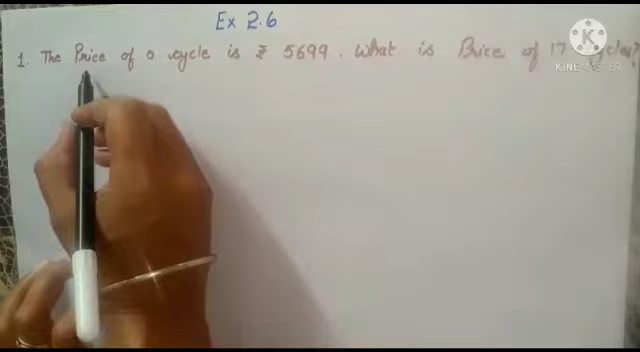 Ex 2.6
1. The Price of a cycle is ₹ 5699. What is Price of 17 cycles?
KINEMASTER